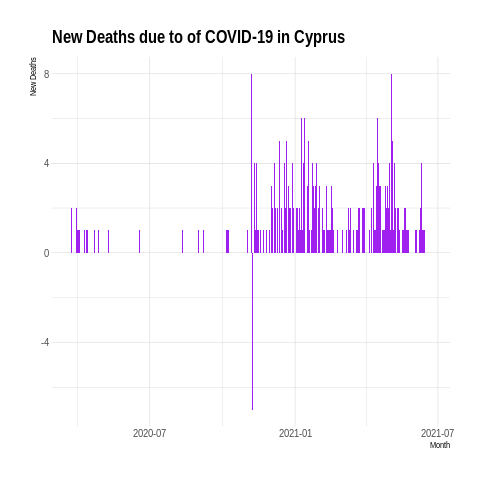 New Deaths due to of COVID-19 in Cyprus
New Deaths
8
4
0
-4
2020-07
2021-01
2021-07
Month